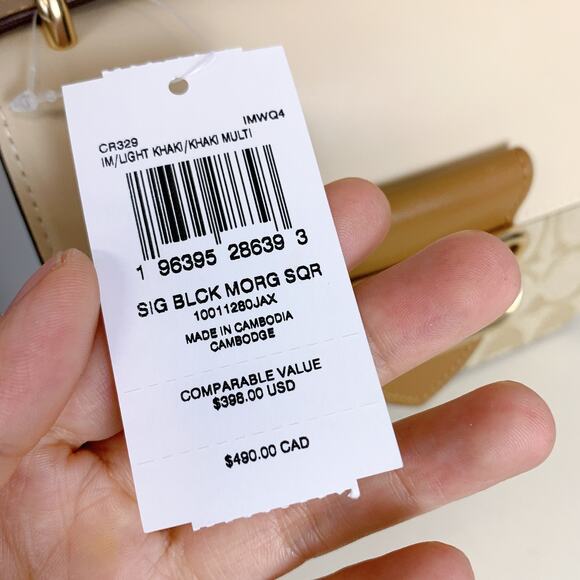 CR329 IMWQ4
IM/LIGHT KHAKI/KHAKI MULTI
1 96395 28639 3
SIG BLCK MORG SQR
10011280JAX
MADE IN CAMBODIA
CAMBODGE
COMPARABLE VALUE
$398.00 USD
$490.00 CAD